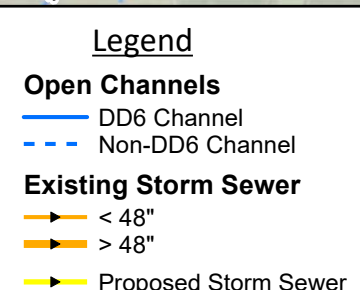 Legend
Open Channels
DD6 Channel
Non-DD6 Channel
Existing Storm Sewer
< 48"
> 48"
Proposed Storm Sewer